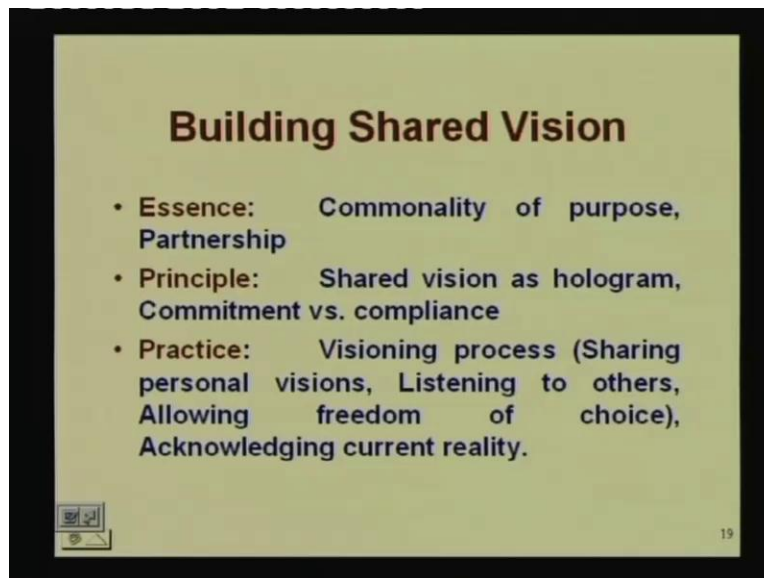 Building Shared Vision
• Essence: Commonality of purpose,
Partnership
• Principle: Shared vision as hologram,
Commitment vs. compliance
• Practice: Visioning process (Sharing
personal visions, Listening to others,
Allowing freedom of choice),
Acknowledging current reality.
19